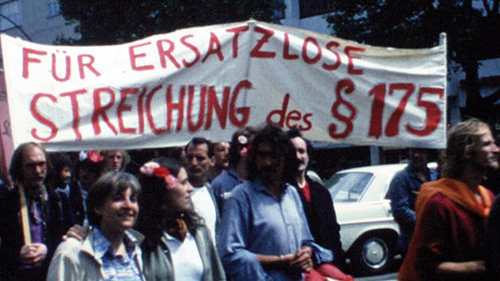 FÜR ERSATZLOSE
STREICHUNG des § 175